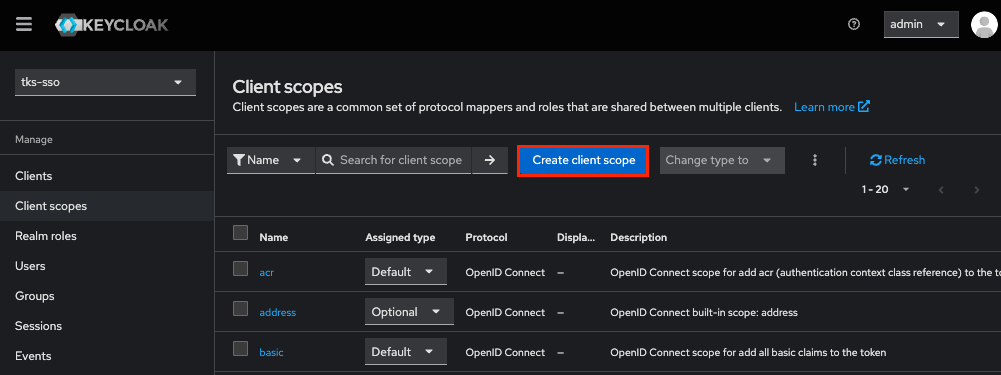 KEYCLOAK
admin
tks-sso
Manage
Clients
Client scopes
Realm roles
Users
Groups
Sessions
Events
Client scopes
Client scopes are a common set of protocol mappers and roles that are shared between multiple clients. Learn more
Name Search for client scope Create client scope Change type to Refresh
1 - 20
Name Assigned type Protocol Displa... Description
acr Default OpenID Connect – OpenID Connect scope for add acr (authentication context class reference) to the
address Optional OpenID Connect – OpenID Connect built-in scope: address
basic Default OpenID Connect – OpenID Connect scope for add all basic claims to the token